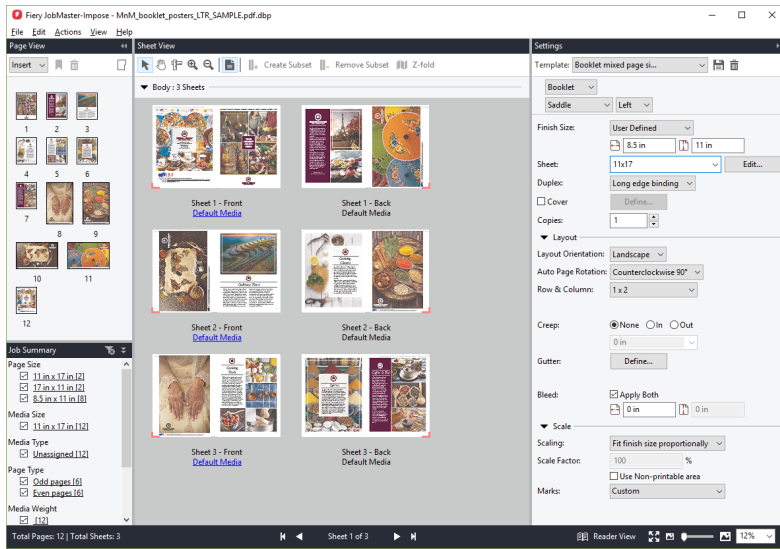 Fiery JobMaster-Impose - MnM_booklet_posters_LTR_SAMPLE.pdf.dbp
File Edit Actions View Help
Page View
Insert
1 2 3
4 5 6
7 8 9
10 11
12
Job Summary
Page Size
11 in x 17 in [2]
17 in x 11 in [2]
8.5 in x 11 in [8]
Media Size
11 in x 17 in [12]
Media Type
Unassigned [12]
Page Type
Odd pages [6]
Even pages [6]
Media Weight
[12]
Sheet View
Create Subset Remove Subset Z-fold
Body : 3 Sheets
Sheet 1 - Front Sheet 1 - Back
Default Media Default Media
Sheet 2 - Front Sheet 2 - Back
Default Media Default Media
Sheet 3 - Front Sheet 3 - Back
Default Media Default Media
Settings
Template: Booklet mixed page si...
Booklet
Saddle Left
Finish Size: User Defined
8.5 in 11 in
Sheet: 11x17 Edit...
Duplex: Long edge binding
Cover Define...
Copies: 1
Layout
Layout Orientation: Landscape
Auto Page Rotation: Counterclockwise 90°
Row & Column: 1 x 2
Creep: None In Out
0 in
Gutter: Define...
Bleed: Apply Both
0 in 0 in
Scale
Scaling: Fit finish size proportionally
Scale Factor: 100 %
Use Non-printable area
Marks: Custom
Total Pages: 12 | Total Sheets: 3 Sheet 1 of 3 Reader View 12%